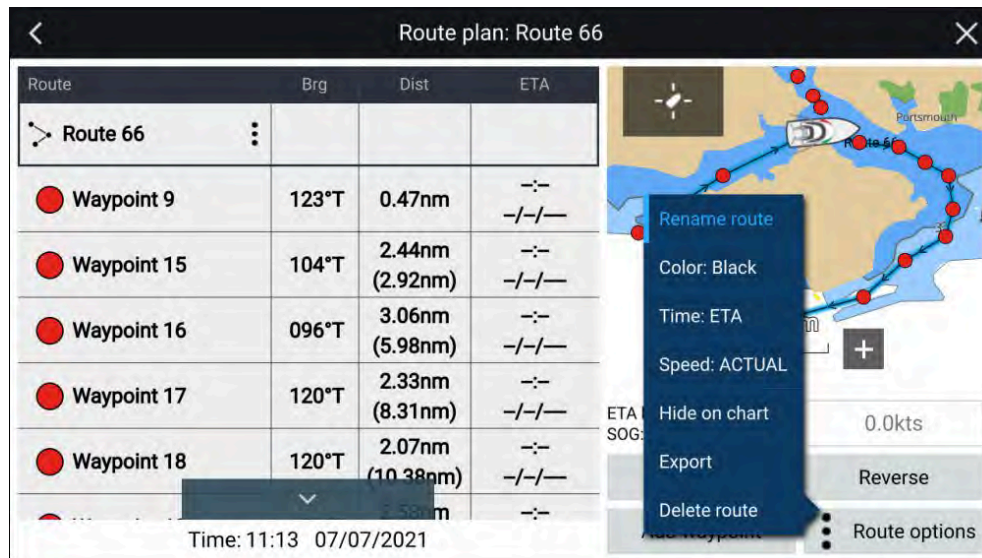 Route plan: Route 66
Route Brg Dist ETA
Route 66
Waypoint 9 123°T 0.47nm –:–
–/–/––
Waypoint 15 104°T 2.44nm –:–
(2.92nm) –/–/––
Waypoint 16 096°T 3.06nm –:–
(5.98nm) –/–/––
Waypoint 17 120°T 2.33nm –:–
(8.31nm) –/–/––
Waypoint 18 120°T 2.07nm –:–
(10.38nm) –/–/––
–:–
Time: 11:13 07/07/2021
Portsmouth
Rename route
Color: Black
Time: ETA
Speed: ACTUAL
Hide on chart
Export
Delete route
ETA
SOG:
0.0kts
Reverse
Route options